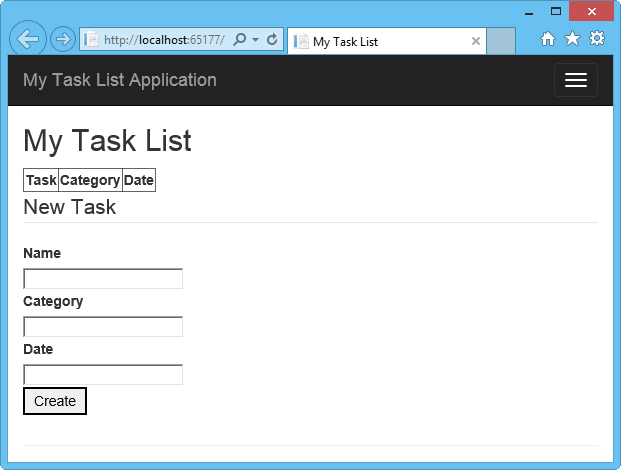 http://localhost:65177/
My Task List
My Task List Application
My Task List
Task Category Date
New Task
Name
Category
Date
Create